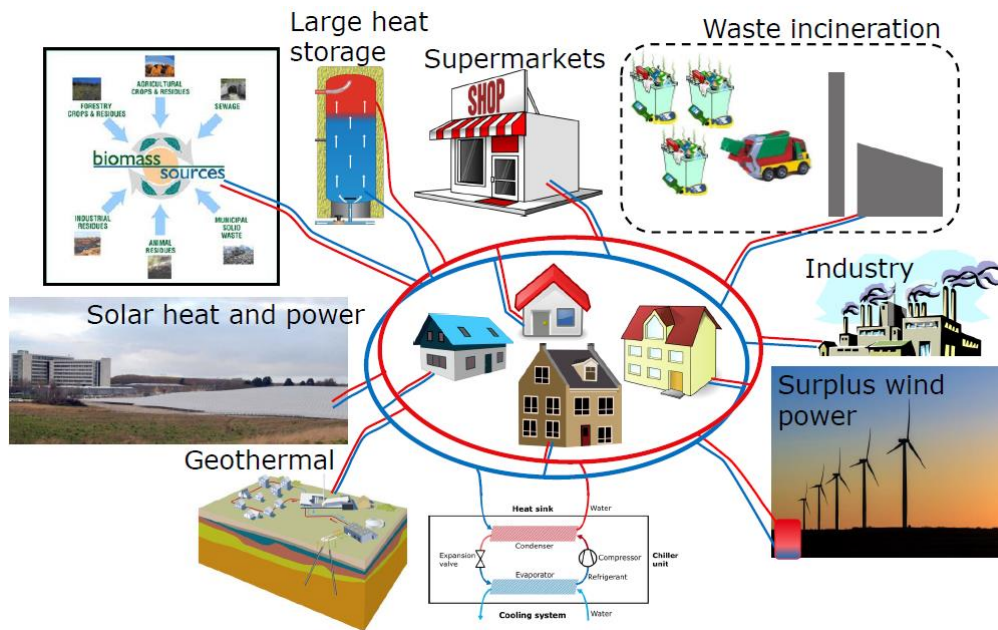 Large heat
storage
Supermarkets
Waste incineration
AGRICULTURAL
CROPS & RESIDUES
FORESTRY
CROPS & RESIDUES
SEWAGE
biomass
sources
INDUSTRIAL
RESIDUES
ANIMAL
RESIDUES
MUNICIPAL
SOLID
WASTE
SHOP
Industry
Solar heat and power
Surplus wind
power
Geothermal
Heat sink
Water
Condenser
Expansion
valve
Compressor
Chiller
unit
Evaporator
Refrigerant
Cooling system
Water